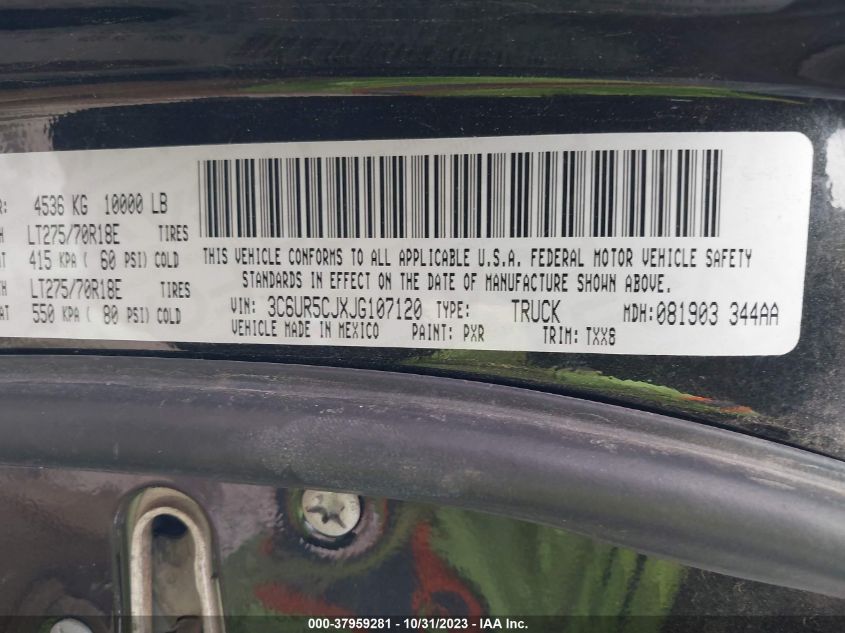 R: 4536 KG 10000 LB
H LT275/70R18E TIRES
AT 415 KPA ( 60 PSI) COLD
TH LT275/70R18E TIRES
AT 550 KPA ( 80 PSI) COLD
THIS VEHICLE CONFORMS TO ALL APPLICABLE U.S.A. FEDERAL MOTOR VEHICLE SAFETY
STANDARDS IN EFFECT ON THE DATE OF MANUFACTURE SHOWN ABOVE.
VIN: 3C6UR5CJXJG107120 TYPE: TRUCK MDH:081903 344AA
VEHICLE MADE IN MEXICO PAINT: PXR TRIM: TXX8
000-37959281 - 10/31/2023 - IAA Inc.